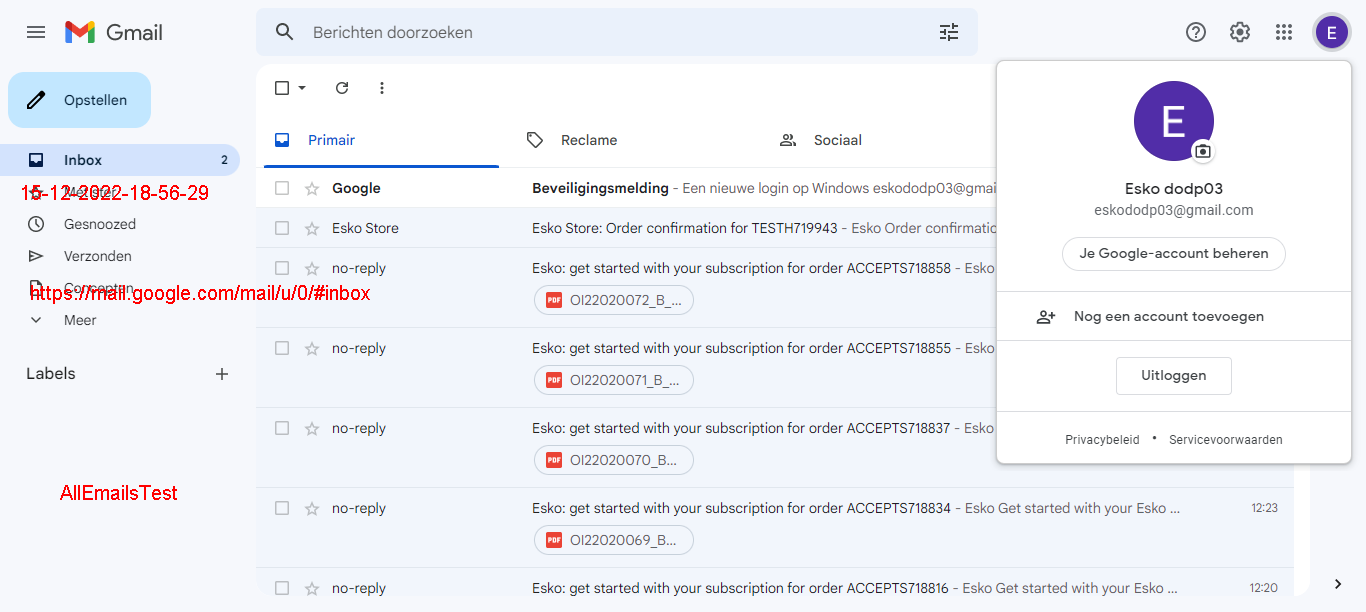 Gmail
Berichten doorzoeken
E
Opstellen
Inbox 2
Met ster
15-12-2022-18-56-29
Gesnoozed
Verzonden
Concepten
https://mail.google.com/mail/u/0/#inbox
Meer
Labels
AllEmailsTest
Primair
Reclame
Sociaal
Google Beveiligingsmelding - Een nieuwe login op Windows eskododp03@gmai
Esko Store Esko Store: Order confirmation for TESTH719943 - Esko Order confirmatic
no-reply Esko: get started with your subscription for order ACCEPTS718858 - Esko
PDF OI22020072_B_...
no-reply Esko: get started with your subscription for order ACCEPTS718855 - Esko
PDF OI22020071_B_...
no-reply Esko: get started with your subscription for order ACCEPTS718837 - Esko
PDF OI22020070_B...
no-reply Esko: get started with your subscription for order ACCEPTS718834 - Esko Get started with your Esko ... 12:23
PDF OI22020069_B...
no-reply Esko: get started with your subscription for order ACCEPTS718816 - Esko Get started with your Esko ... 12:20
E
Esko dodp03
eskododp03@gmail.com
Je Google-account beheren
Nog een account toevoegen
Uitloggen
Privacybeleid • Servicevoorwaarden